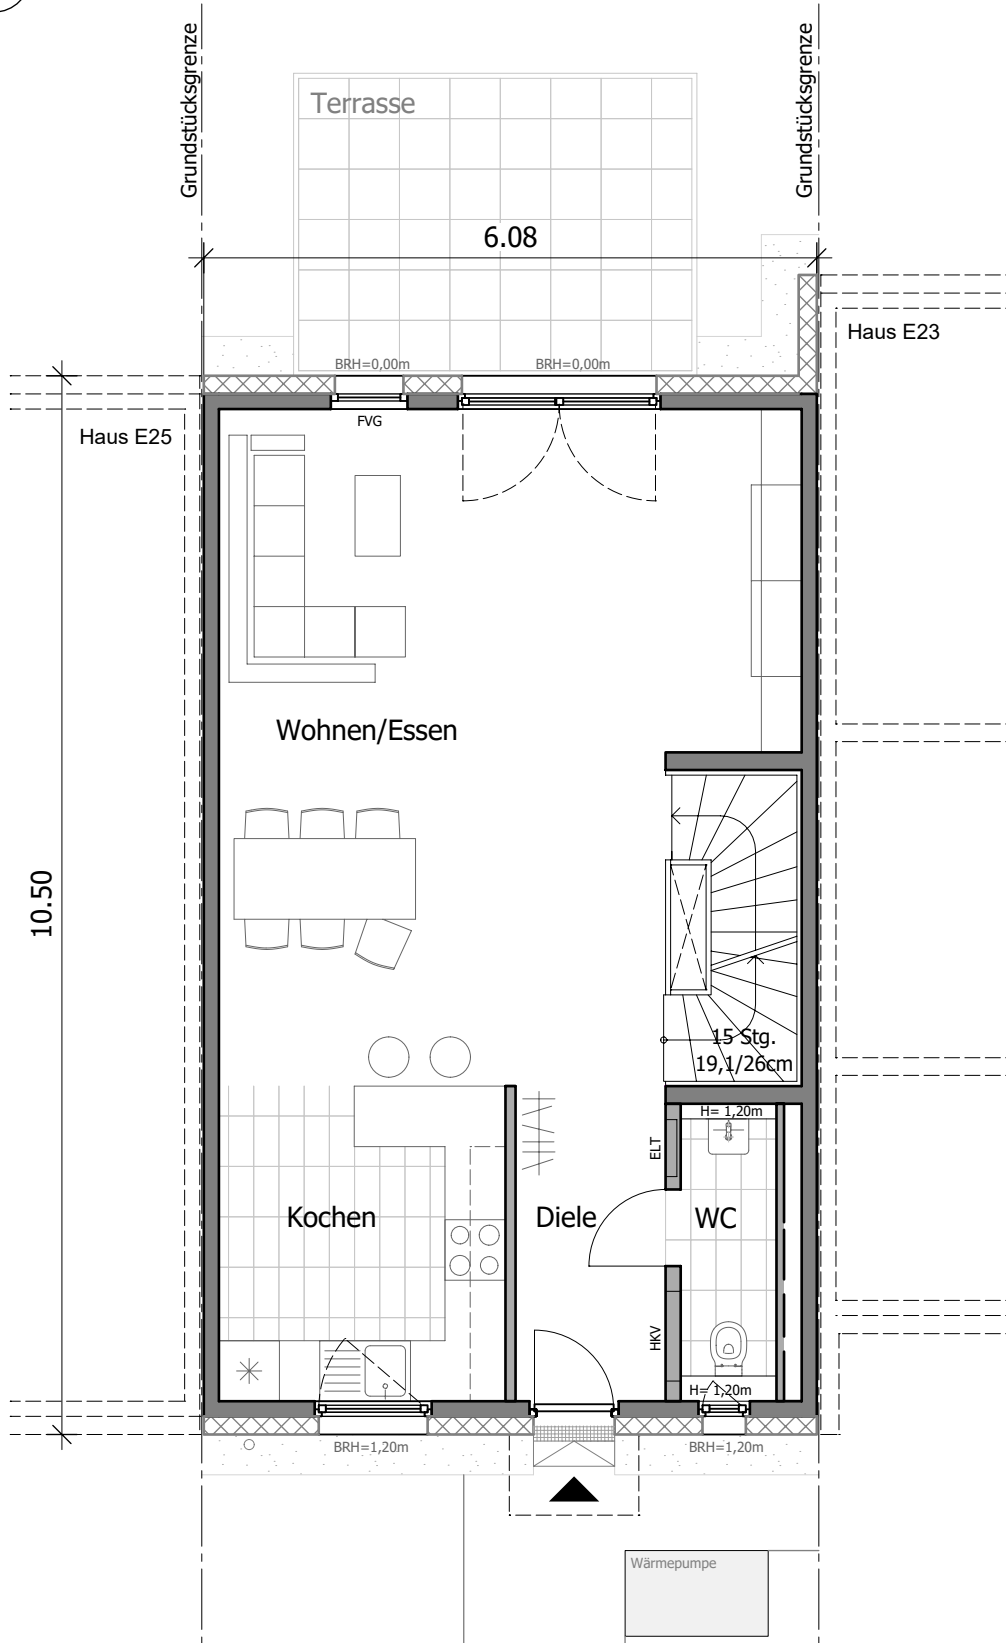 Grundstücksgrenze
Grundstücksgrenze
Terrasse
6.08
Haus E23
BRH=0,00m
BRH=0,00m
FVG
Haus E25
Wohnen/Essen
10.50
15 Stg.
19,1/26cm
H= 1,20m
ELT
Kochen
Diele
WC
HKV
H= 1,20m
BRH=1,20m
BRH=1,20m
Wärmepumpe